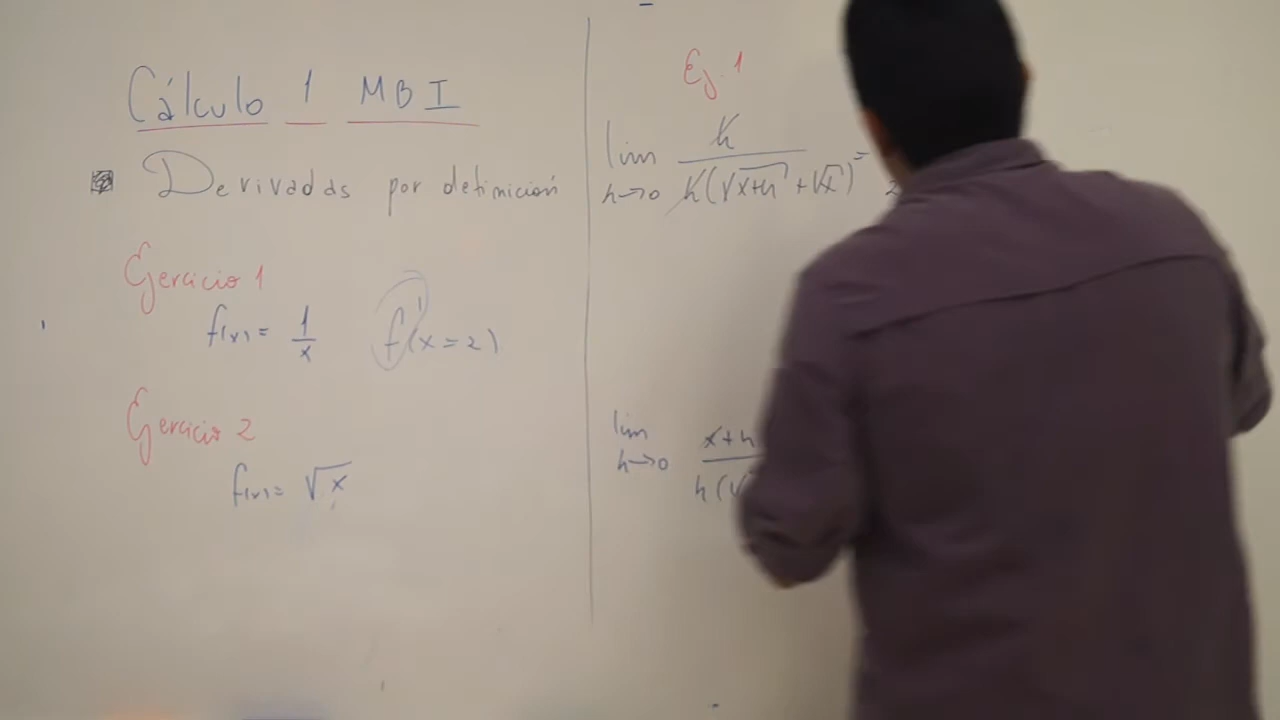 Cálculo 1 MBI
Derivadas por definición
Ejercicio 1
f(x) = 1/x f'(x=2)
Ejercicio 2
f(x) = √x
Ej. 1
lim h→0 h / h(√x+h + √x) =
lim h→0 x+h / h(√